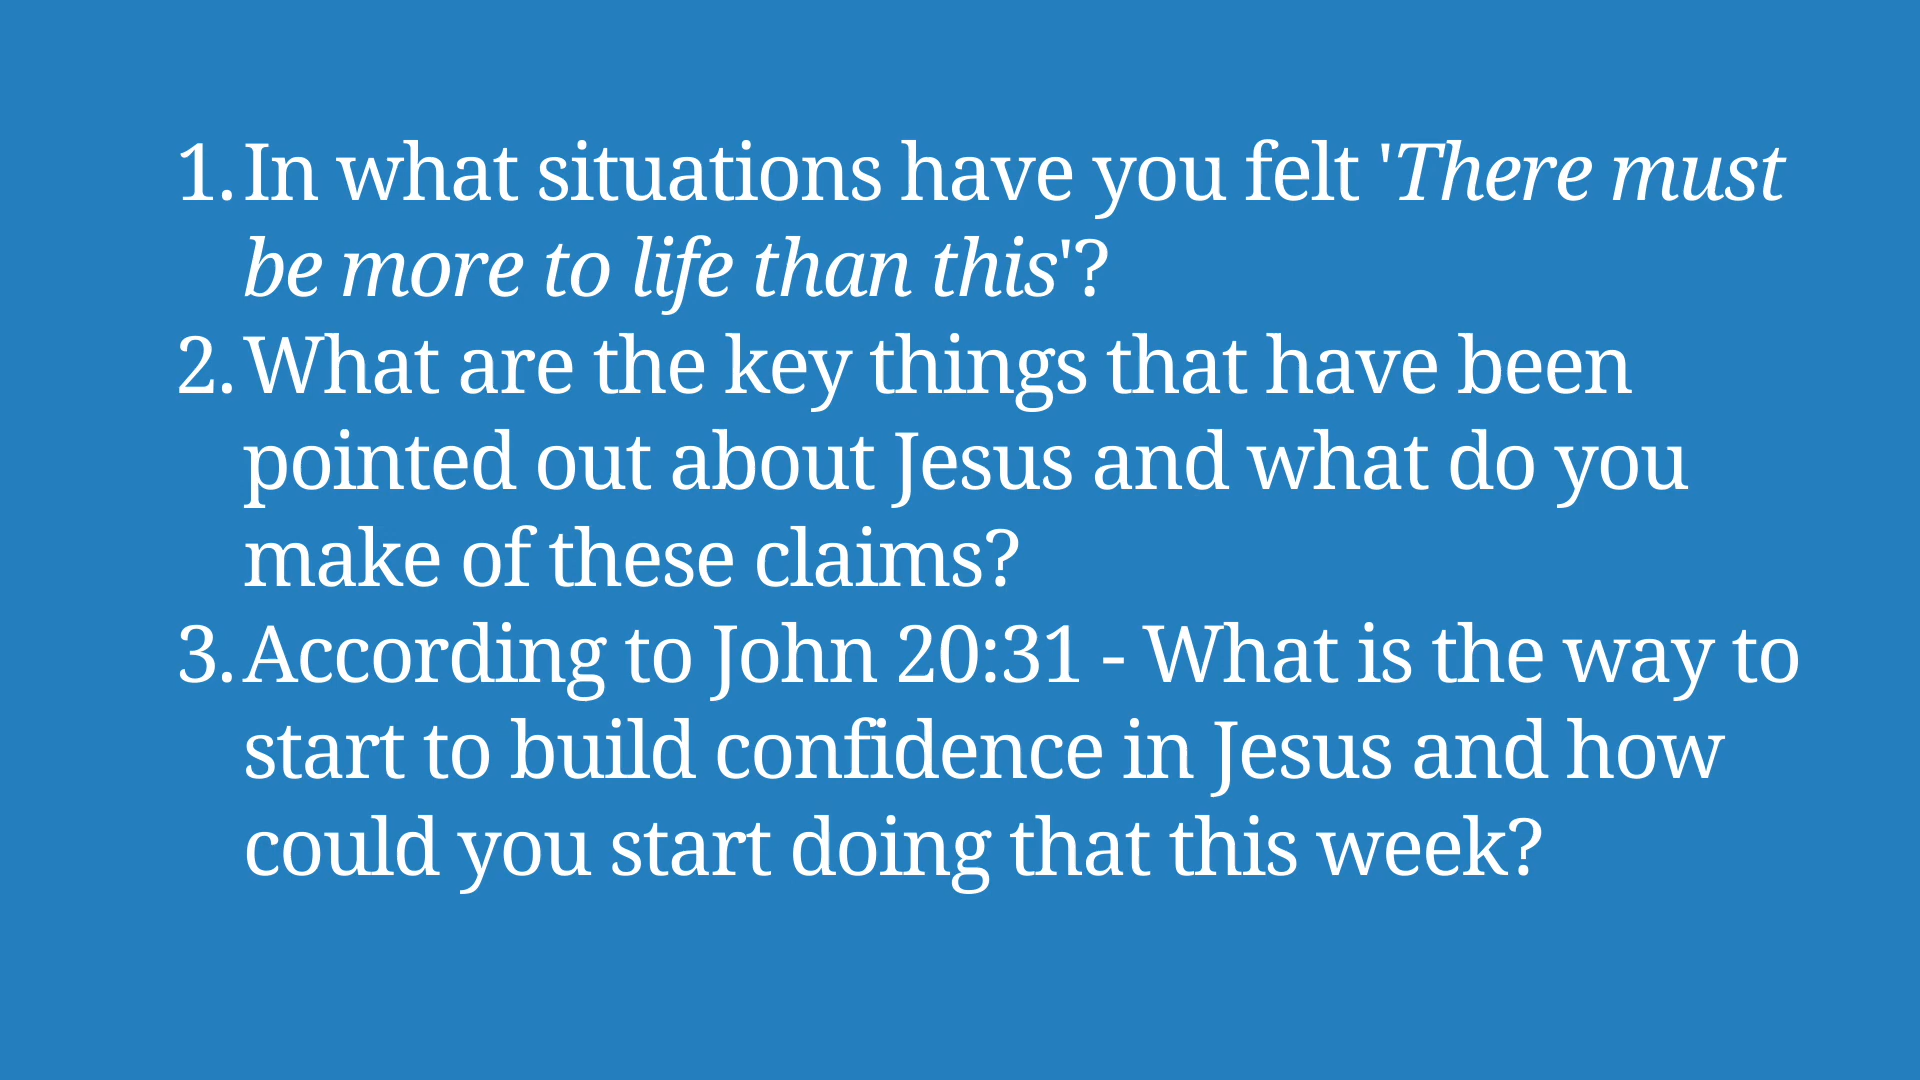 1. In what situations have you felt 'There must
be more to life than this'?
2. What are the key things that have been
pointed out about Jesus and what do you
make of these claims?
3. According to John 20:31 - What is the way to
start to build confidence in Jesus and how
could you start doing that this week?